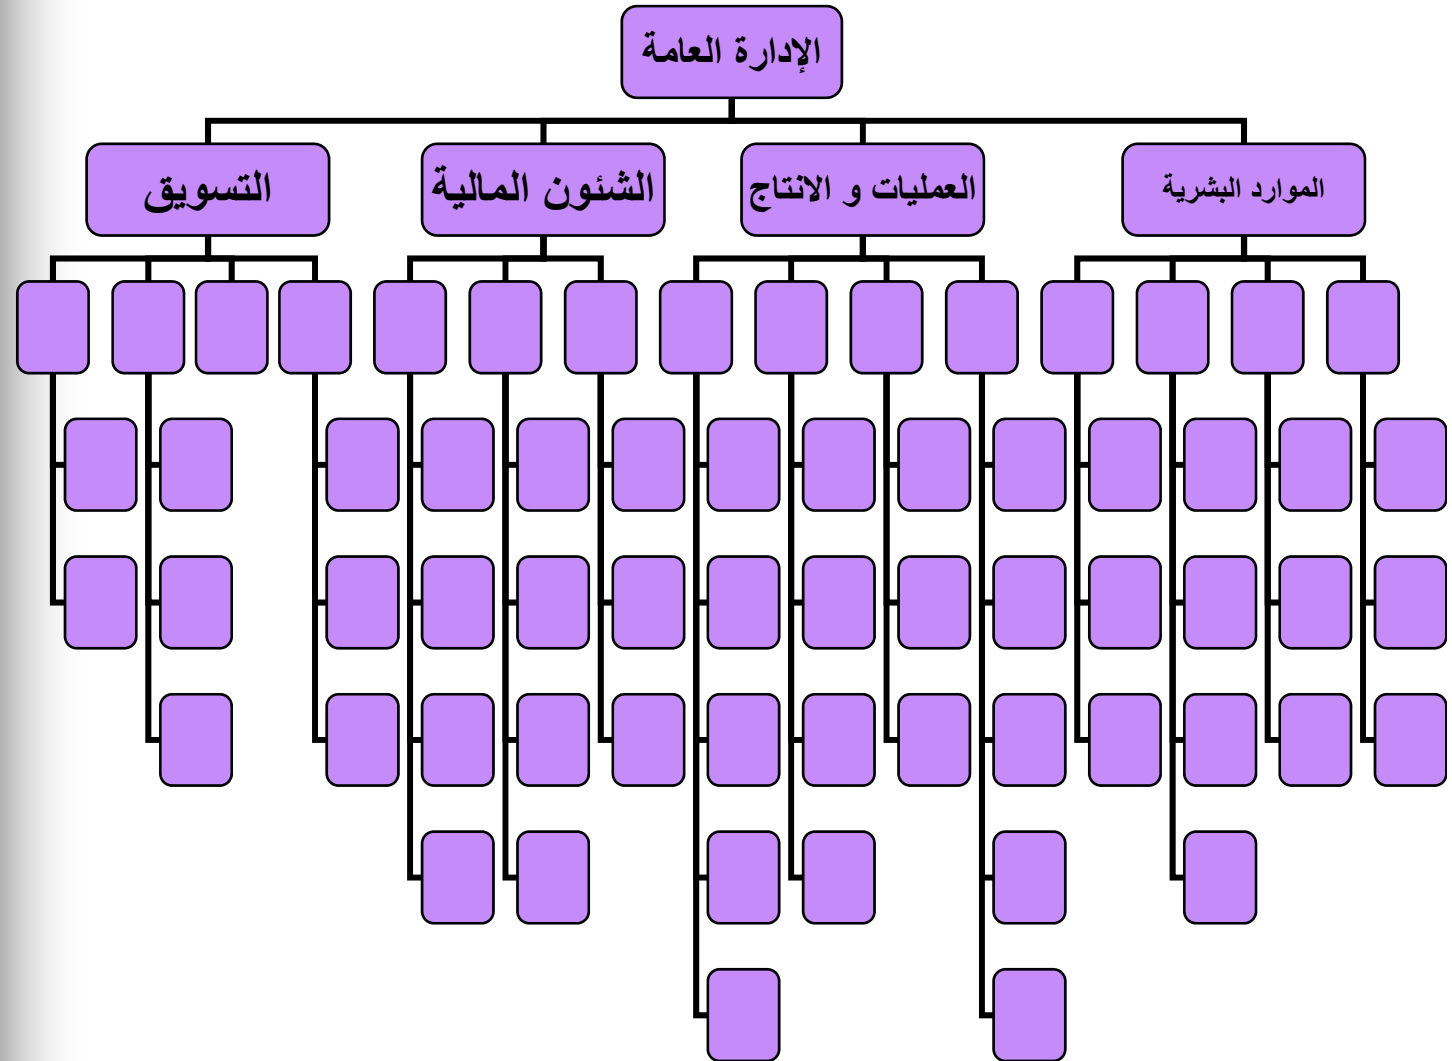 الإدارة العامة
الموارد البشرية
العمليات و الانتاج
الشئون المالية
التسويق